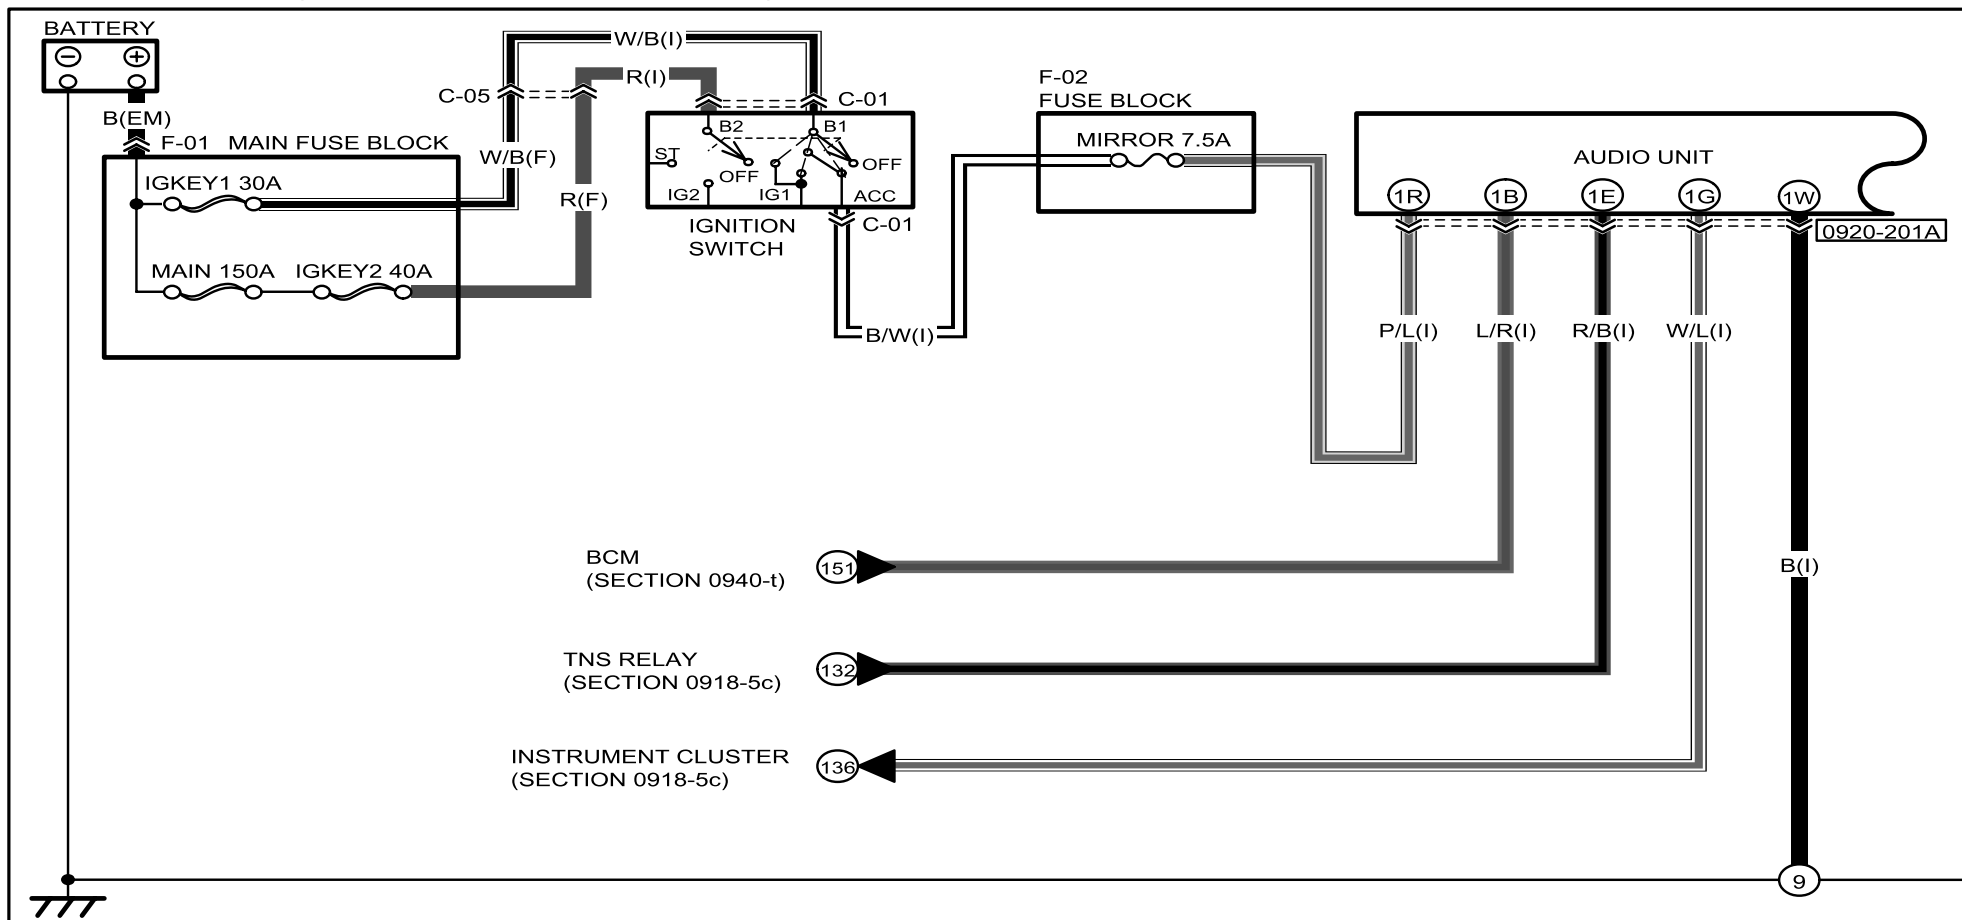 BATTERY
B(EM)
F-01 MAIN FUSE BLOCK
IGKEY1 30A
MAIN 150A IGKEY2 40A
C-05
W/B(I)
R(I)
W/B(F)
R(F)
C-01
B2
B1
ST
OFF
OFF
IG2
IG1
ACC
IGNITION
SWITCH
C-01
B/W(I)
F-02
FUSE BLOCK
MIRROR 7.5A
AUDIO UNIT
1R 1B 1E 1G 1W
0920-201A
P/L(I) L/R(I) R/B(I) W/L(I)
B(I)
BCM
(SECTION 0940-t)
151
TNS RELAY
(SECTION 0918-5c)
132
INSTRUMENT CLUSTER
(SECTION 0918-5c)
136
9